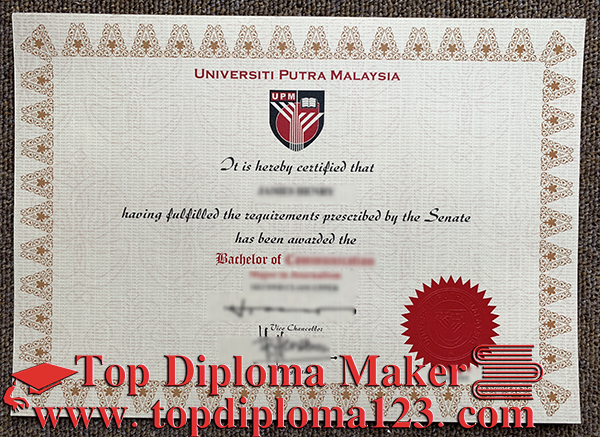 UNIVERSITI PUTRA MALAYSIA
UPM
It is hereby certified that
having fulfilled the requirements prescribed by the Senate
has been awarded the
Bachelor of
Vice Chancellor
Top Diploma Maker
www. topdiploma123. com